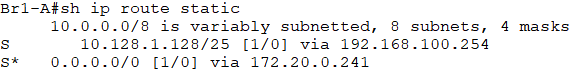 Br1-A#sh ip route static
10.0.0.0/8 is variably subnetted, 8 subnets, 4 masks
S 10.128.1.128/25 [1/0] via 192.168.100.254
S* 0.0.0.0/0 [1/0] via 172.20.0.241